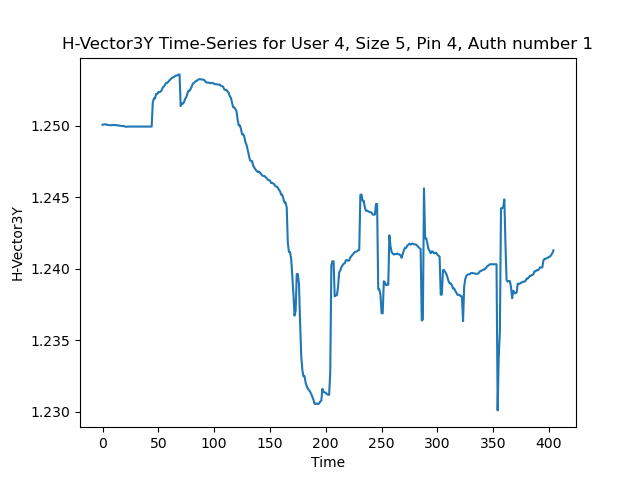 H-Vector3Y Time-Series for User 4, Size 5, Pin 4, Auth number 1
1.250
1.245
1.240
1.235
1.230
H-Vector3Y
0 50 100 150 200 250 300 350 400
Time